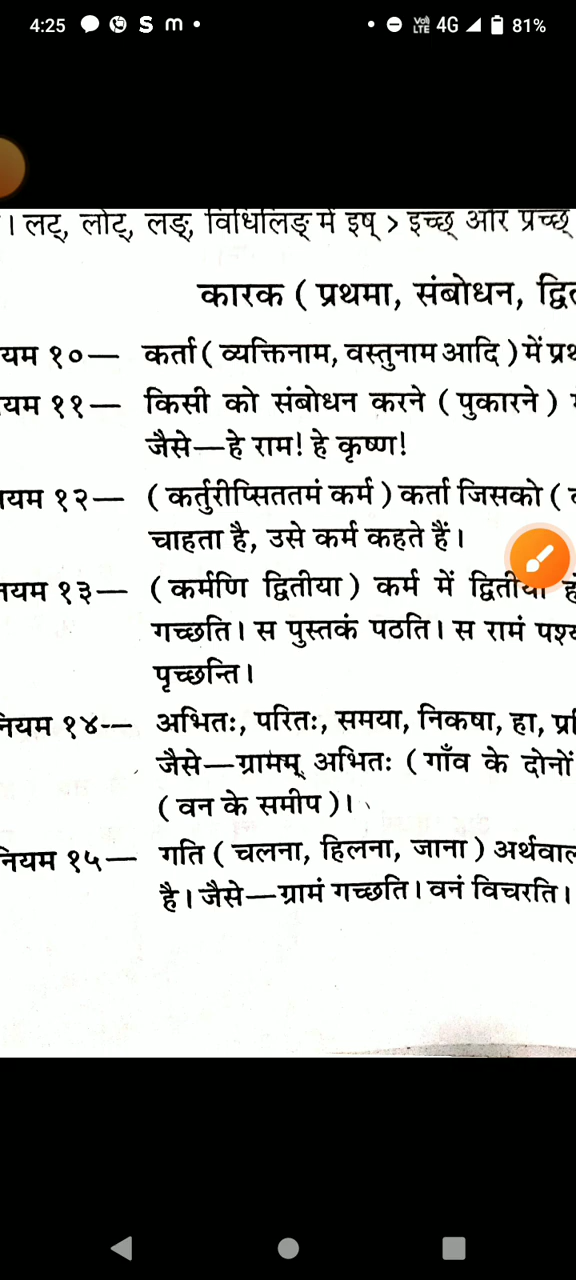 4:25 S m VoLTE 4G 81%
। लट्, लोट्, लङ्, विधिलिङ् में इष् > इच्छ् और प्रच्छ्
कारक ( प्रथमा, संबोधन,
यम १०— कर्ता ( व्यक्तिनाम, वस्तुनाम आदि ) में
यम ११— किसी को संबोधन करने ( पुकारने )
जैसे—हे राम! हे कृष्ण!
यम १२— ( कर्तुरीप्सिततमं कर्म ) कर्ता जिसको (
चाहता है, उसे कर्म कहते हैं।
नयम १३— ( कर्मणि द्वितीया ) कर्म में द्वितीया
गच्छति। स पुस्तकं पठति। स रामं
पृच्छन्ति।
नियम १४-– अभितः, परितः, समया, निकषा, हा,
जैसे—ग्रामम् अभितः ( गाँव के दोनों
( वन के समीप )।
नियम १५— गति ( चलना, हिलना, जाना )
है। जैसे—ग्रामं गच्छति। वनं विचरति।